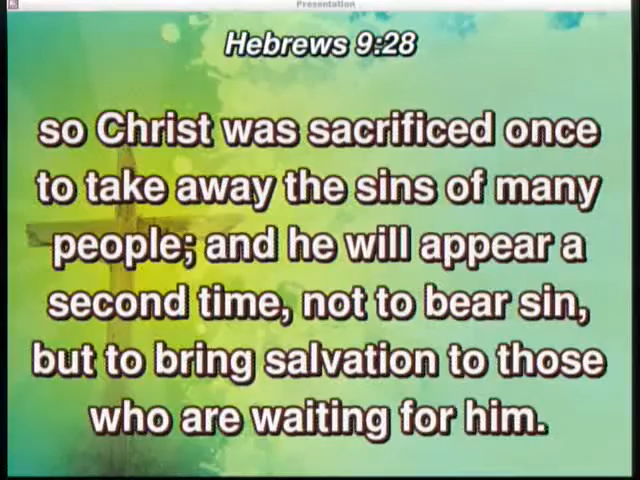 Presentation
Hebrews 9:28
so Christ was sacrificed once
to take away the sins of many
people; and he will appear a
second time, not to bear sin,
but to bring salvation to those
who are waiting for him.